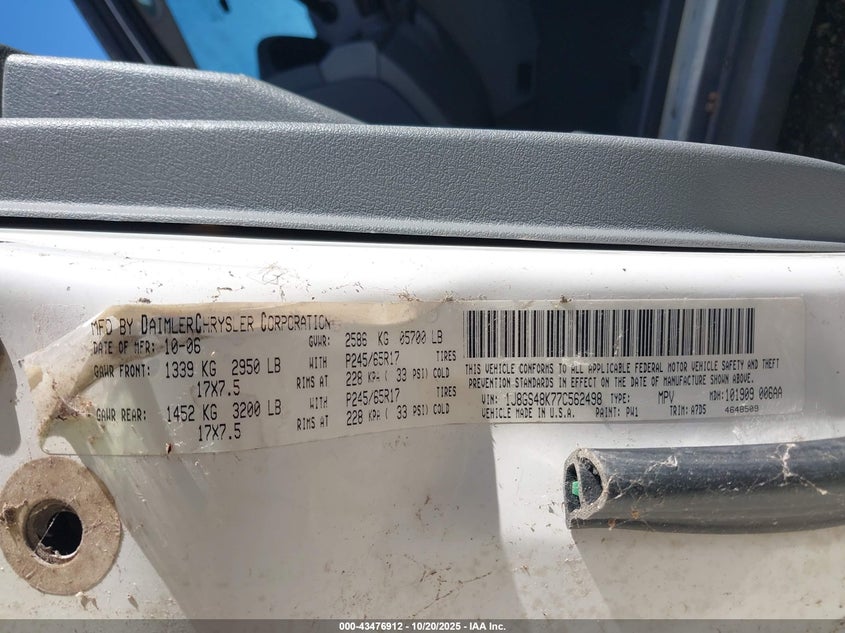 MFD BY DAIMLERCHRYSLER CORPORATION
DATE OF MFR: 10-06 GVWR: 2586 KG 05700 LB
GAWR FRONT: 1339 KG 2950 LB WITH P245/65R17 TIRES
17X7.5 RIMS AT 228 KPA ( 33 PSI) COLD
GAWR REAR: 1452 KG 3200 LB WITH P245/65R17 TIRES
17X7.5 RIMS AT 228 KPA ( 33 PSI) COLD
THIS VEHICLE CONFORMS TO ALL APPLICABLE FEDERAL MOTOR VEHICLE SAFETY AND THEFT
PREVENTION STANDARDS IN EFFECT ON THE DATE OF MANUFACTURE SHOWN ABOVE.
VIN: 1J8GS48K77C562498 TYPE: MPV MDH: 101909 006AA
VEHICLE MADE IN U.S.A. PAINT: PW1 TRIM: A7D5 4648509
000-43476912 - 10/20/2025 - IAA Inc.